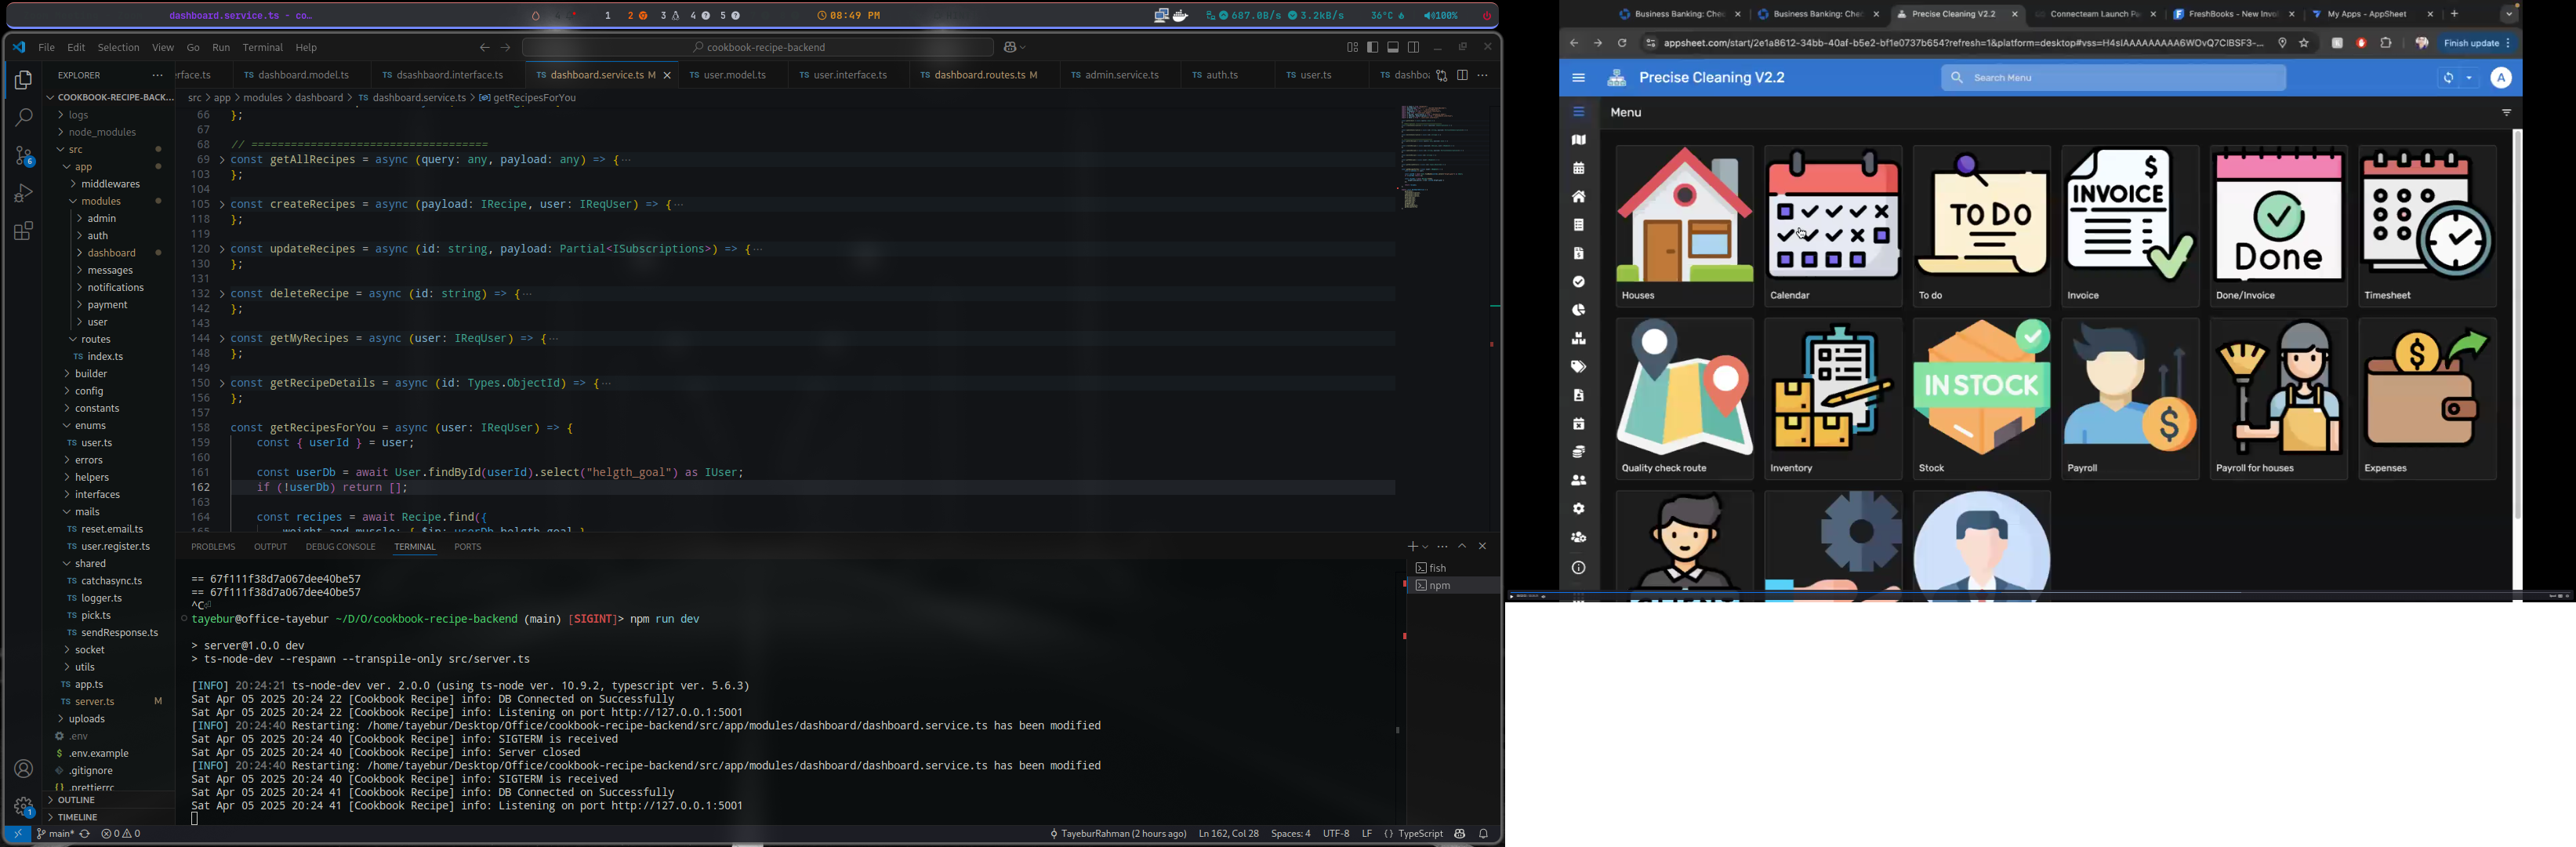 dashboard.service.ts - co...
1 2 3 4 5
08:49 PM
687.0B/s 3.2kB/s 36°C 100%
File Edit Selection View Go Run Terminal Help
cookbook-recipe-backend
EXPLORER
erface.ts dashboard.model.ts dsashbaord.interface.ts dashboard.service.ts M user.model.ts user.interface.ts dashboard.routes.ts M admin.service.ts auth.ts user.ts dashboa
src > app > modules > dashboard > TS dashboard.service.ts > getRecipesForYou
COOKBOOK-RECIPE-BACK...
logs
node_modules
src
app
middlewares
modules
admin
auth
dashboard
messages
notifications
payment
user
routes
TS index.ts
builder
config
constants
enums
TS user.ts
errors
helpers
interfaces
mails
TS reset.email.ts
TS user.register.ts
shared
TS catchasync.ts
TS logger.ts
TS pick.ts
TS sendResponse.ts
socket
utils
TS app.ts
TS server.ts M
uploads
.env
$ .env.example
.gitignore
{} .prettierrc
OUTLINE
TIMELINE
66 };
67
68 // ====================================
69 const getAllRecipes = async (query: any, payload: any) => {···
103 };
104
105 const createRecipes = async (payload: IRecipe, user: IReqUser) => {···
118 };
119
120 const updateRecipes = async (id: string, payload: Partial<ISubscriptions>) => {···
130 };
131
132 const deleteRecipe = async (id: string) => {···
142 };
143
144 const getMyRecipes = async (user: IReqUser) => {···
148 };
149
150 const getRecipeDetails = async (id: Types.ObjectId) => {···
156 };
157
158 const getRecipesForYou = async (user: IReqUser) => {
159 const { userId } = user;
160
161 const userDb = await User.findById(userId).select("helgth_goal") as IUser;
162 if (!userDb) return [];
163
164 const recipes = await Recipe.find({
165 weight_and_muscle: { $in: userDb.helgth_goal }
PROBLEMS OUTPUT DEBUG CONSOLE TERMINAL PORTS
fish
npm
== 67f111f38d7a067dee40be57
== 67f111f38d7a067dee40be57
^C
tayebur@office-tayebur ~/D/O/cookbook-recipe-backend (main) [SIGINT]> npm run dev
> server@1.0.0 dev
> ts-node-dev --respawn --transpile-only src/server.ts
[INFO] 20:24:21 ts-node-dev ver. 2.0.0 (using ts-node ver. 10.9.2, typescript ver. 5.6.3)
Sat Apr 05 2025 20:24 22 [Cookbook Recipe] info: DB Connected on Successfully
Sat Apr 05 2025 20:24 22 [Cookbook Recipe] info: Listening on port http://127.0.0.1:5001
[INFO] 20:24:40 Restarting: /home/tayebur/Desktop/Office/cookbook-recipe-backend/src/app/modules/dashboard/dashboard.service.ts has been modified
Sat Apr 05 2025 20:24 40 [Cookbook Recipe] info: SIGTERM is received
Sat Apr 05 2025 20:24 40 [Cookbook Recipe] info: Server closed
[INFO] 20:24:40 Restarting: /home/tayebur/Desktop/Office/cookbook-recipe-backend/src/app/modules/dashboard/dashboard.service.ts has been modified
Sat Apr 05 2025 20:24 40 [Cookbook Recipe] info: SIGTERM is received
Sat Apr 05 2025 20:24 41 [Cookbook Recipe] info: DB Connected on Successfully
Sat Apr 05 2025 20:24 41 [Cookbook Recipe] info: Listening on port http://127.0.0.1:5001
main* 0 0
TayeburRahman (2 hours ago) Ln 162, Col 28 Spaces: 4 UTF-8 LF {} TypeScript
Business Banking: Chec Business Banking: Chec Precise Cleaning V2.2 Connecteam Launch Pa FreshBooks - New Invoi My Apps - AppSheet
appsheet.com/start/2e1a8612-34bb-40af-b5e2-bf1e0737b654?refresh=1&platform=desktop#vss=H4sIAAAAAAAAA6WOvQ7CIBSF3-...
Finish update
Precise Cleaning V2.2
Search Menu
A
Menu
TO DO
INVOICE
$
Done
Houses
Calendar
To do
Invoice
Done/Invoice
Timesheet
IN STOCK
Quality check route
Inventory
Stock
Payroll
Payroll for houses
Expenses